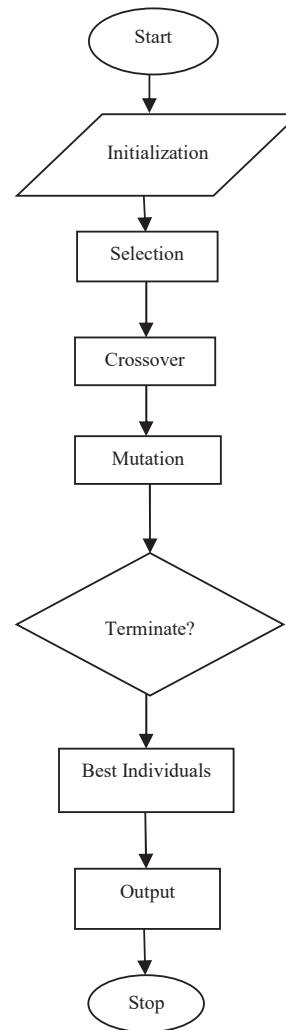 Start
Initialization
Selection
Crossover
Mutation
Terminate?
Best Individuals
Output
Stop